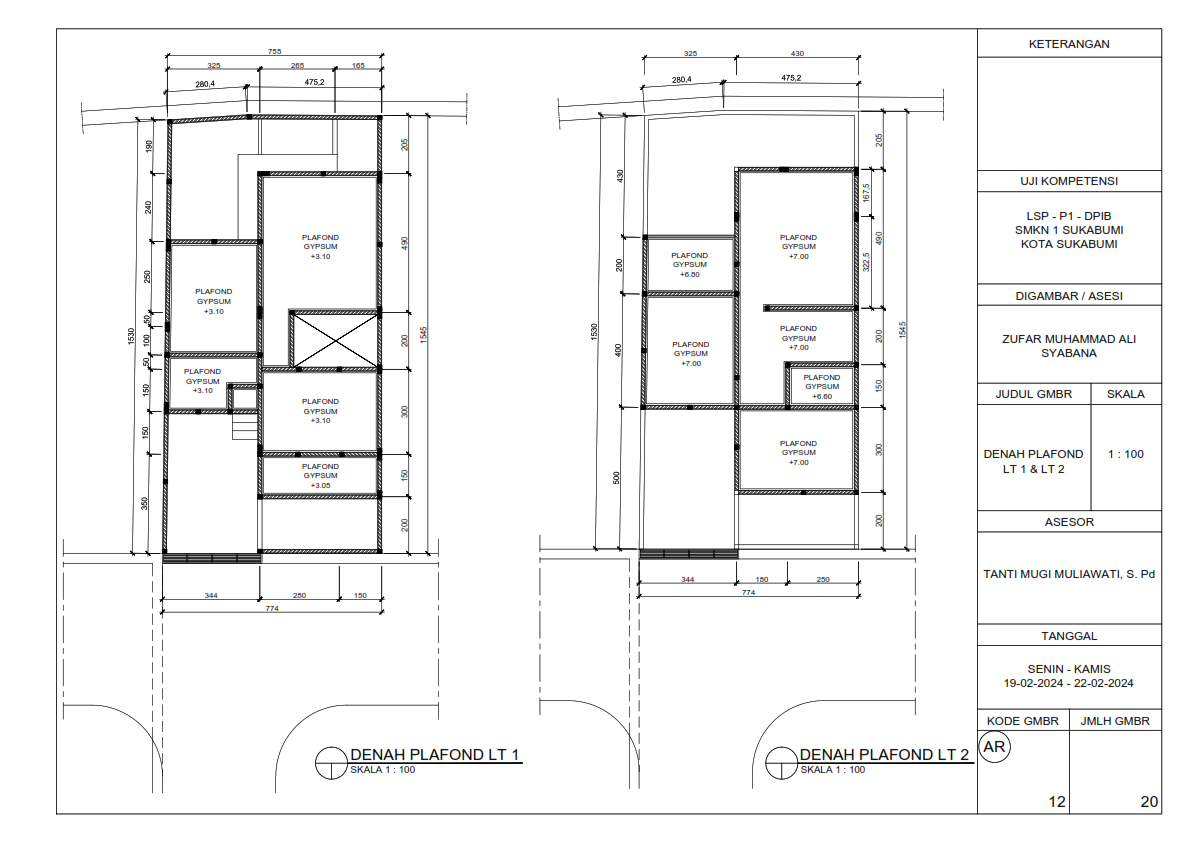 755
325
265
165
280,4
475,2
190
240
250
50
100
50
150
150
350
1530
205
490
200
300
150
200
1545
PLAFOND
GYPSUM
+3.10
PLAFOND
GYPSUM
+3.10
PLAFOND
GYPSUM
+3.10
PLAFOND
GYPSUM
+3.10
PLAFOND
GYPSUM
+3.05
344
280
150
774
DENAH PLAFOND LT 1
SKALA 1 : 100
325
430
280,4
475,2
430
200
400
500
1530
205
167,5
490
322,5
200
150
300
200
1545
PLAFOND
GYPSUM
+7.00
PLAFOND
GYPSUM
+6.50
PLAFOND
GYPSUM
+7.00
PLAFOND
GYPSUM
+7.00
PLAFOND
GYPSUM
+6.60
PLAFOND
GYPSUM
+7.00
344
180
250
774
DENAH PLAFOND LT 2
SKALA 1 : 100
KETERANGAN
UJI KOMPETENSI
LSP - P1 - DPIB
SMKN 1 SUKABUMI
KOTA SUKABUMI
DIGAMBAR / ASESI
ZUFAR MUHAMMAD ALI
SYABANA
JUDUL GMBR
SKALA
DENAH PLAFOND
LT 1 & LT 2
1 : 100
ASESOR
TANTI MUGI MULIAWATI, S. Pd
TANGGAL
SENIN - KAMIS
19-02-2024 - 22-02-2024
KODE GMBR
JMLH GMBR
AR
12
20